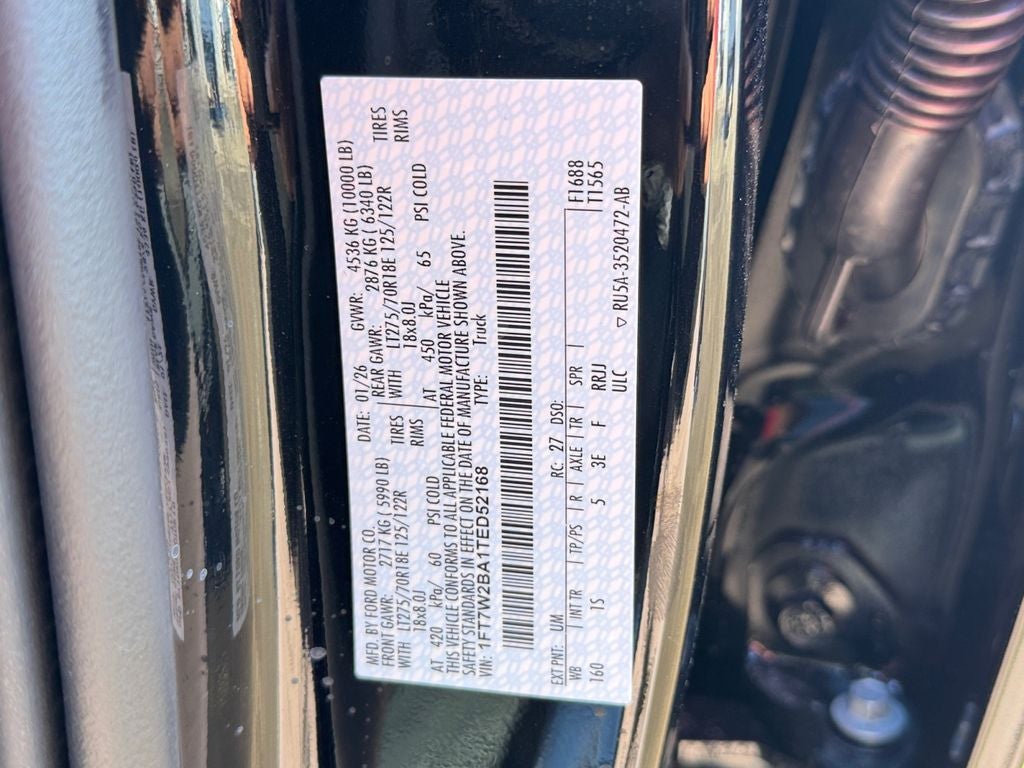 MFD. BY FORD MOTOR CO.
DATE: 01/26 GVWR: 4536 KG (10000 LB)
FRONT GAWR: 2717 KG ( 5990 LB) REAR GAWR: 2876 KG ( 6340 LB)
WITH LT275/70R18E 125/122R TIRES WITH LT275/70R18E 125/122R TIRES
18x8.0J RIMS 18x8.0J RIMS
AT 420 kPa/ 60 PSI COLD AT 450 kPa/ 65 PSI COLD
THIS VEHICLE CONFORMS TO ALL APPLICABLE FEDERAL MOTOR VEHICLE
SAFETY STANDARDS IN EFFECT ON THE DATE OF MANUFACTURE SHOWN ABOVE.
VIN: 1FT7W2BA1TED52168 TYPE: Truck
EXT PNT: UM RC: 27 DSO:
WB INT TR TP/PS R AXLE TR SPR F1688
160 1S 5 3E F RRJJ T1565
ULC
▽ RU5A-3520472-AB